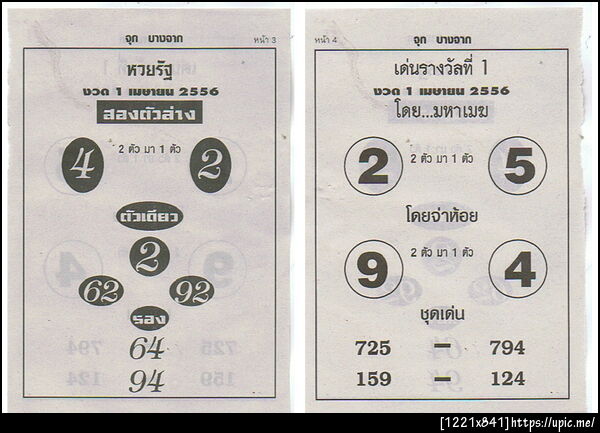 จุก บางจาก
หน้า 3
หวยรัฐ
งวด 1 เมษายน 2556
สองตัวล่าง
4
2 ตัว มา 1 ตัว
2
ตัวเดียว
2
62
92
รอง
64
94
หน้า 4
จุก บางจาก
เด่นรางวัลที่ 1
งวด 1 เมษายน 2556
โดย...มหาเมฆ
2
2 ตัว มา 1 ตัว
5
โดยจ่าห้อย
9
2 ตัว มา 1 ตัว
4
ชุดเด่น
725 – 794
159 – 124
[1221x841]https://upic.me/